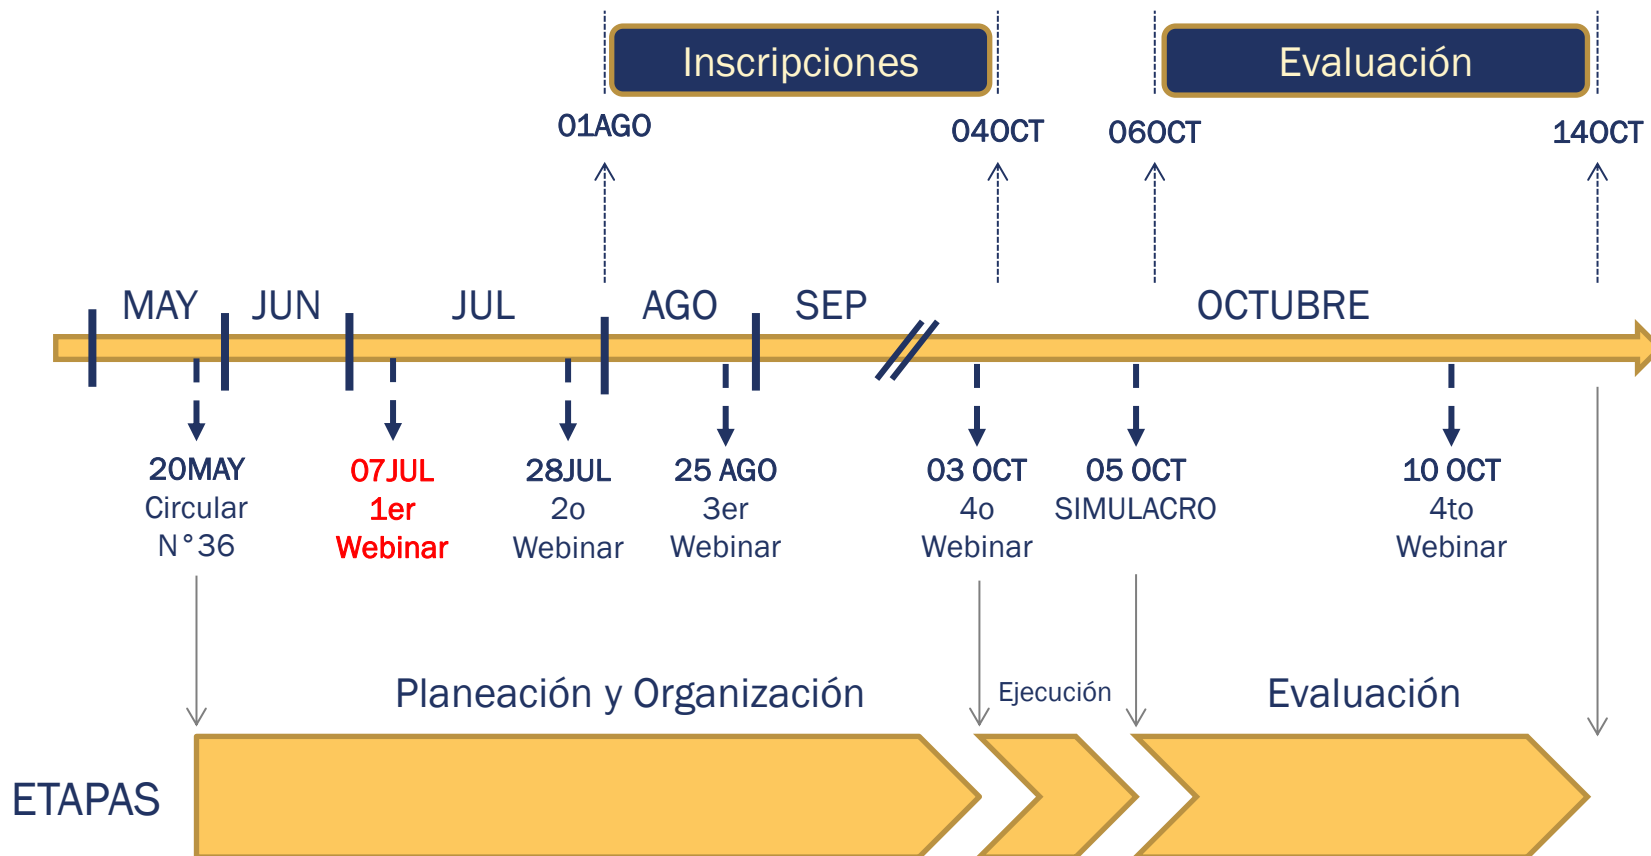 Inscripciones
Evaluación
01AGO
04OCT
06OCT
14OCT
MAY
JUN
JUL
AGO
SEP
OCTUBRE
20MAY
Circular
N°36
07JUL
1er
Webinar
28JUL
2o
Webinar
25 AGO
3er
Webinar
03 OCT
4o
Webinar
05 OCT
SIMULACRO
10 OCT
4to
Webinar
Planeación y Organización
Ejecución
Evaluación
ETAPAS